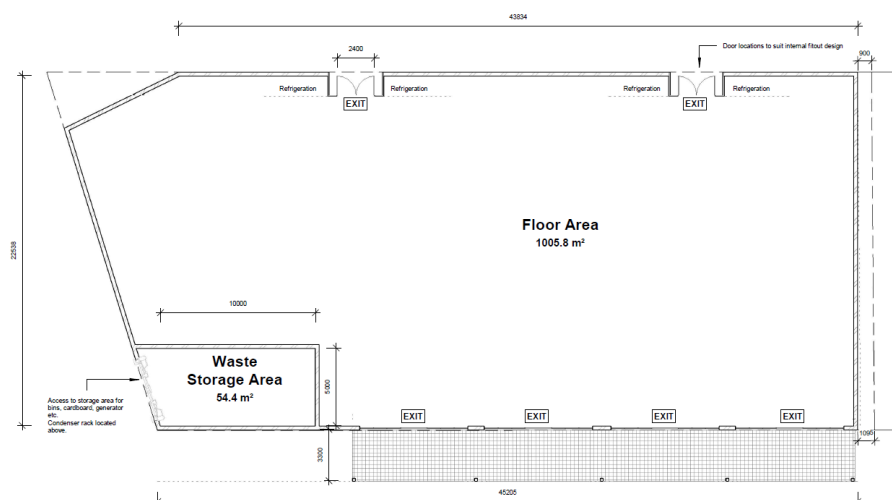 43834
2400
Door locations to suit internal fitout design
900
Refrigeration
Refrigeration
Refrigeration
Refrigeration
EXIT
EXIT
Floor Area
1005.8 m²
22538
10000
Waste
Storage Area
54.4 m²
5000
Access to storage area for
bins, cardboard, generator
etc.
Condenser rack located
above.
EXIT
EXIT
EXIT
EXIT
1095
3300
45205